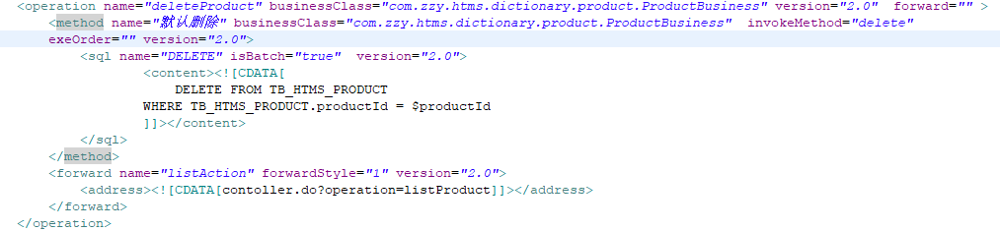 <operation name="deleteProduct" businessClass="com.zzy.htms.dictionary.product.ProductBusiness" version="2.0" forward="" >
<method name="默认删除" businessClass="com.zzy.htms.dictionary.product.ProductBusiness" invokeMethod="delete"
exeOrder="" version="2.0">
<sql name="DELETE" isBatch="true" version="2.0">
<content><![CDATA[
DELETE FROM TB_HTMS_PRODUCT
WHERE TB_HTMS_PRODUCT.productId = $productId
]]></content>
</sql>
</method>
<forward name="listAction" forwardStyle="1" version="2.0">
<address><![CDATA[contoller.do?operation=listProduct]]></address>
</forward>
</operation>